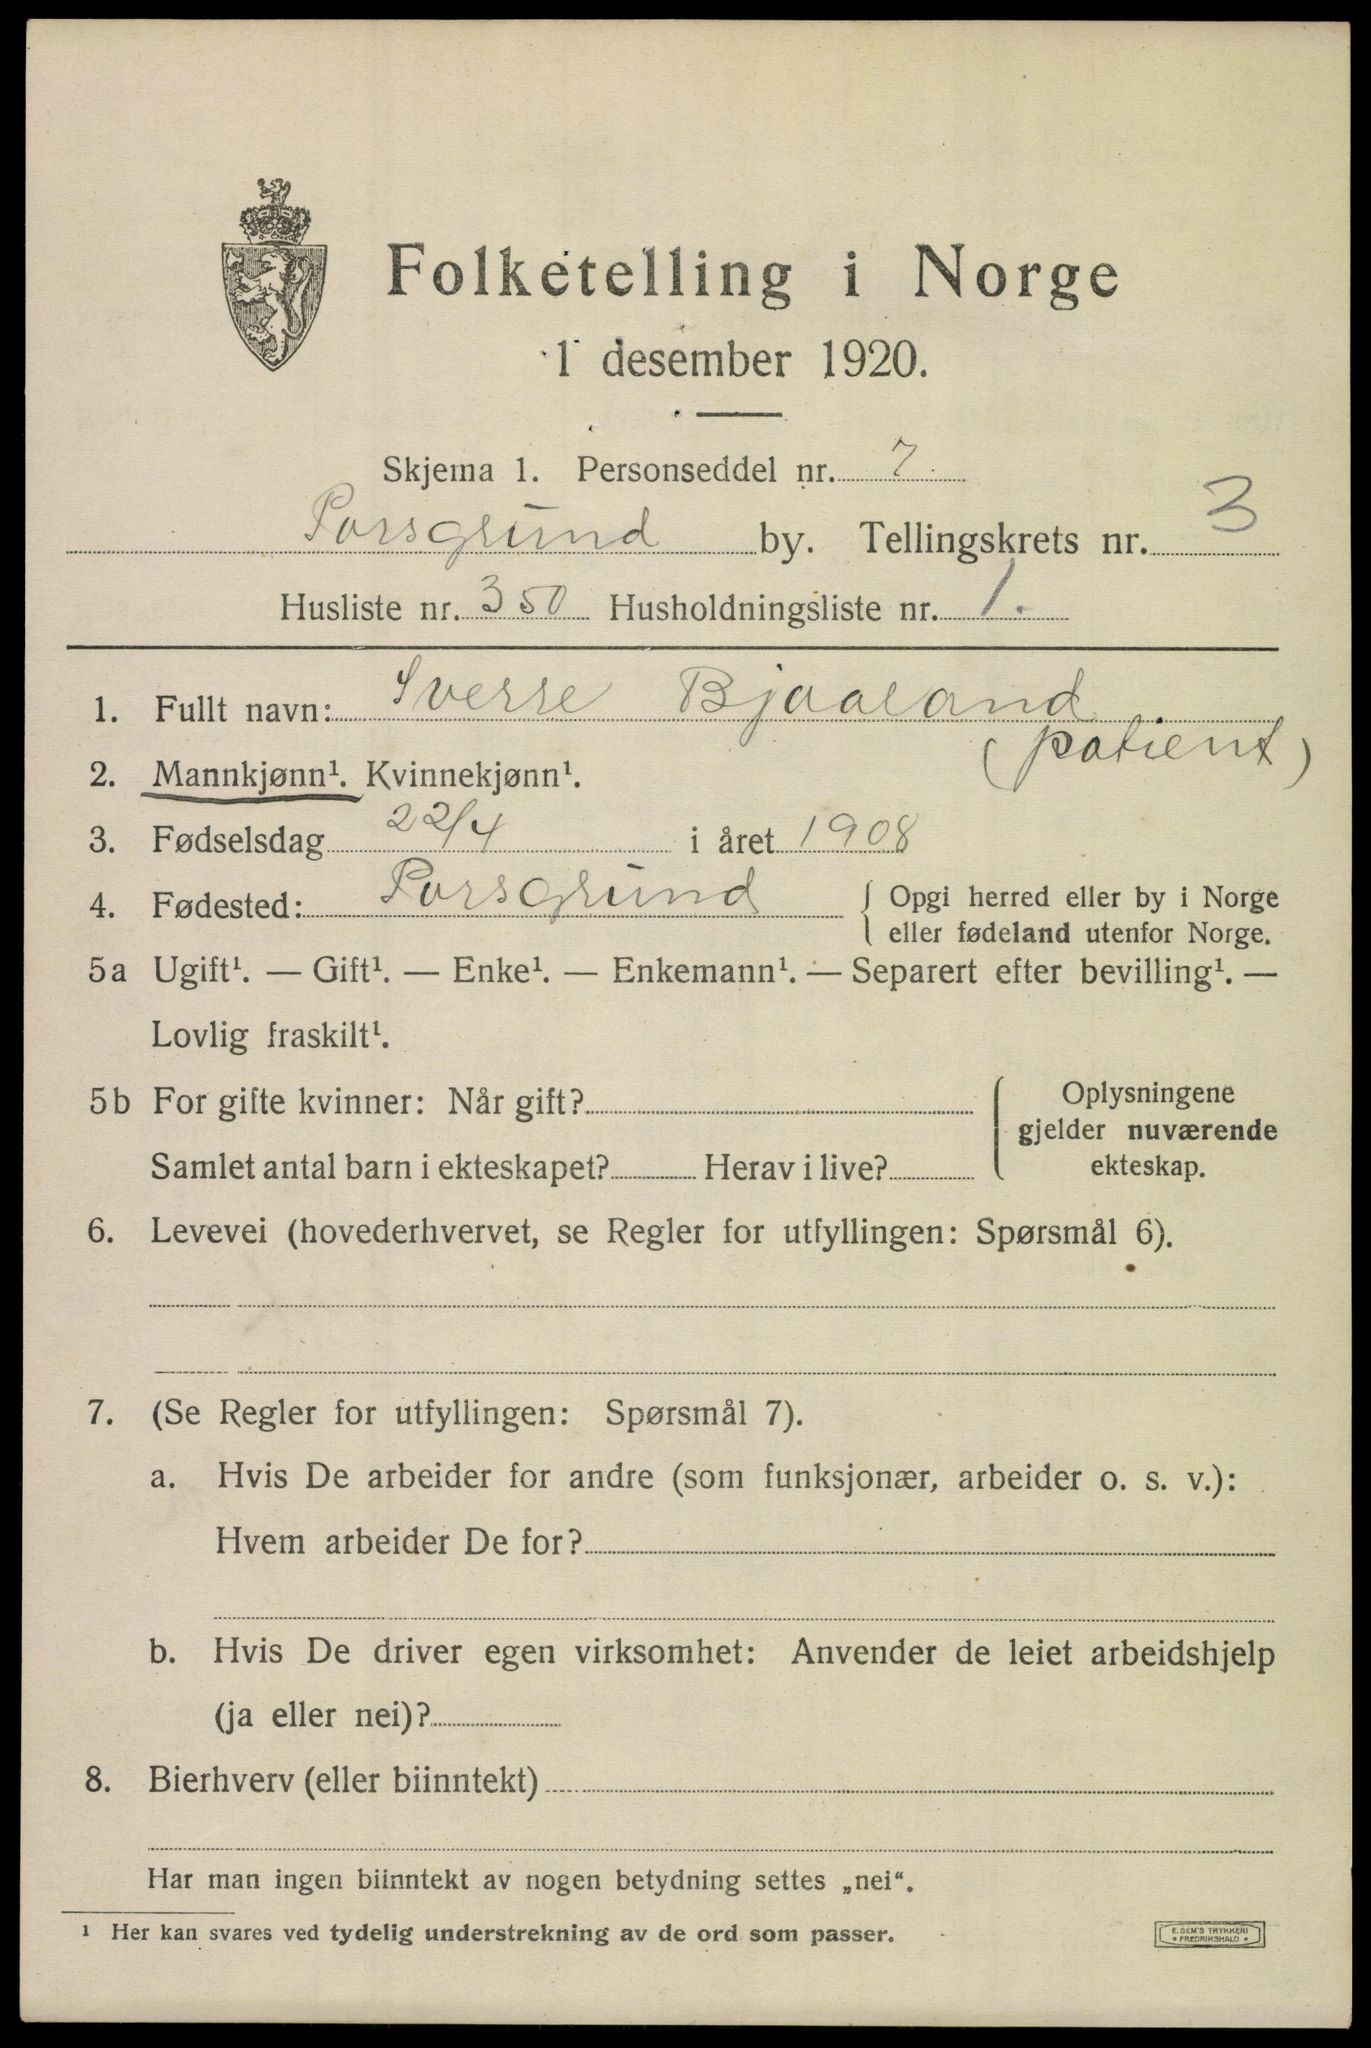 Folketelling i Norge
1 desember 1920.
Skjema 1. Personseddel nr. 7
Porsgrund by. Tellingskrets nr. 3
Husliste nr. 350 Husholdningsliste nr. 1.
1. Fullt navn: Sverre Bjaaland
(patient)
2. Mannkjønn¹. Kvinnekjønn¹.
3. Fødselsdag 22/4 i året 1908
4. Fødested: Porsgrund { Opgi herred eller by i Norge
eller fødeland utenfor Norge.
5a Ugift¹. — Gift¹. — Enke¹. — Enkemann¹. — Separert efter bevilling¹. —
Lovlig fraskilt¹.
5b For gifte kvinner: Når gift? { Oplysningene
gjelder nuværende
Samlet antal barn i ekteskapet? Herav i live? ekteskap.
6. Levevei (hovederhvervet, se Regler for utfyllingen: Spørsmål 6).
7. (Se Regler for utfyllingen: Spørsmål 7).
a. Hvis De arbeider for andre (som funksjonær, arbeider o. s. v.):
Hvem arbeider De for?
b. Hvis De driver egen virksomhet: Anvender de leiet arbeidshjelp
(ja eller nei)?
8. Bierhverv (eller biinntekt)
Har man ingen biinntekt av nogen betydning settes „nei“.
¹ Her kan svares ved tydelig understrekning av de ord som passer.
E. SEM'S TRYKKERI
• FREDRIKSHALD •